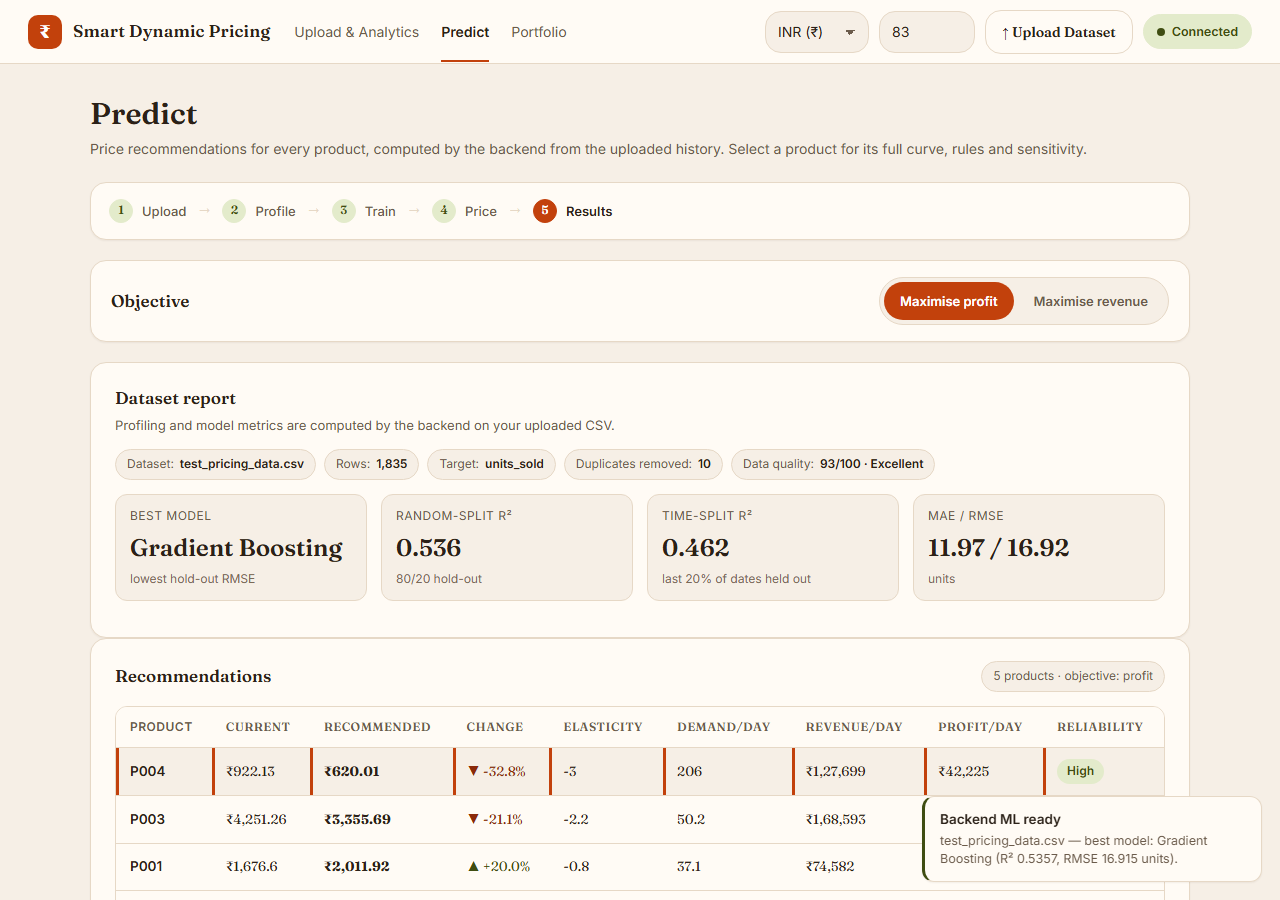 ₹ Smart Dynamic Pricing Upload & Analytics Predict Portfolio INR (₹) 83 ↑ Upload Dataset Connected
Predict
Price recommendations for every product, computed by the backend from the uploaded history. Select a product for its full curve, rules and sensitivity.
1 Upload → 2 Profile → 3 Train → 4 Price → 5 Results
Objective Maximise profit Maximise revenue
Dataset report
Profiling and model metrics are computed by the backend on your uploaded CSV.
Dataset: test_pricing_data.csv Rows: 1,835 Target: units_sold Duplicates removed: 10 Data quality: 93/100 · Excellent
BEST MODEL RANDOM-SPLIT R² TIME-SPLIT R² MAE / RMSE
Gradient Boosting 0.536 0.462 11.97 / 16.92
lowest hold-out RMSE 80/20 hold-out last 20% of dates held out units
Recommendations 5 products · objective: profit
PRODUCT CURRENT RECOMMENDED CHANGE ELASTICITY DEMAND/DAY REVENUE/DAY PROFIT/DAY RELIABILITY
P004 ₹922.13 ₹620.01 ▼ -32.8% -3 206 ₹1,27,699 ₹42,225 High
P003 ₹4,251.26 ₹3,355.69 ▼ -21.1% -2.2 50.2 ₹1,68,593
P001 ₹1,676.6 ₹2,011.92 ▲ +20.0% -0.8 37.1 ₹74,582
Backend ML ready
test_pricing_data.csv — best model: Gradient
Boosting (R² 0.5357, RMSE 16.915 units).